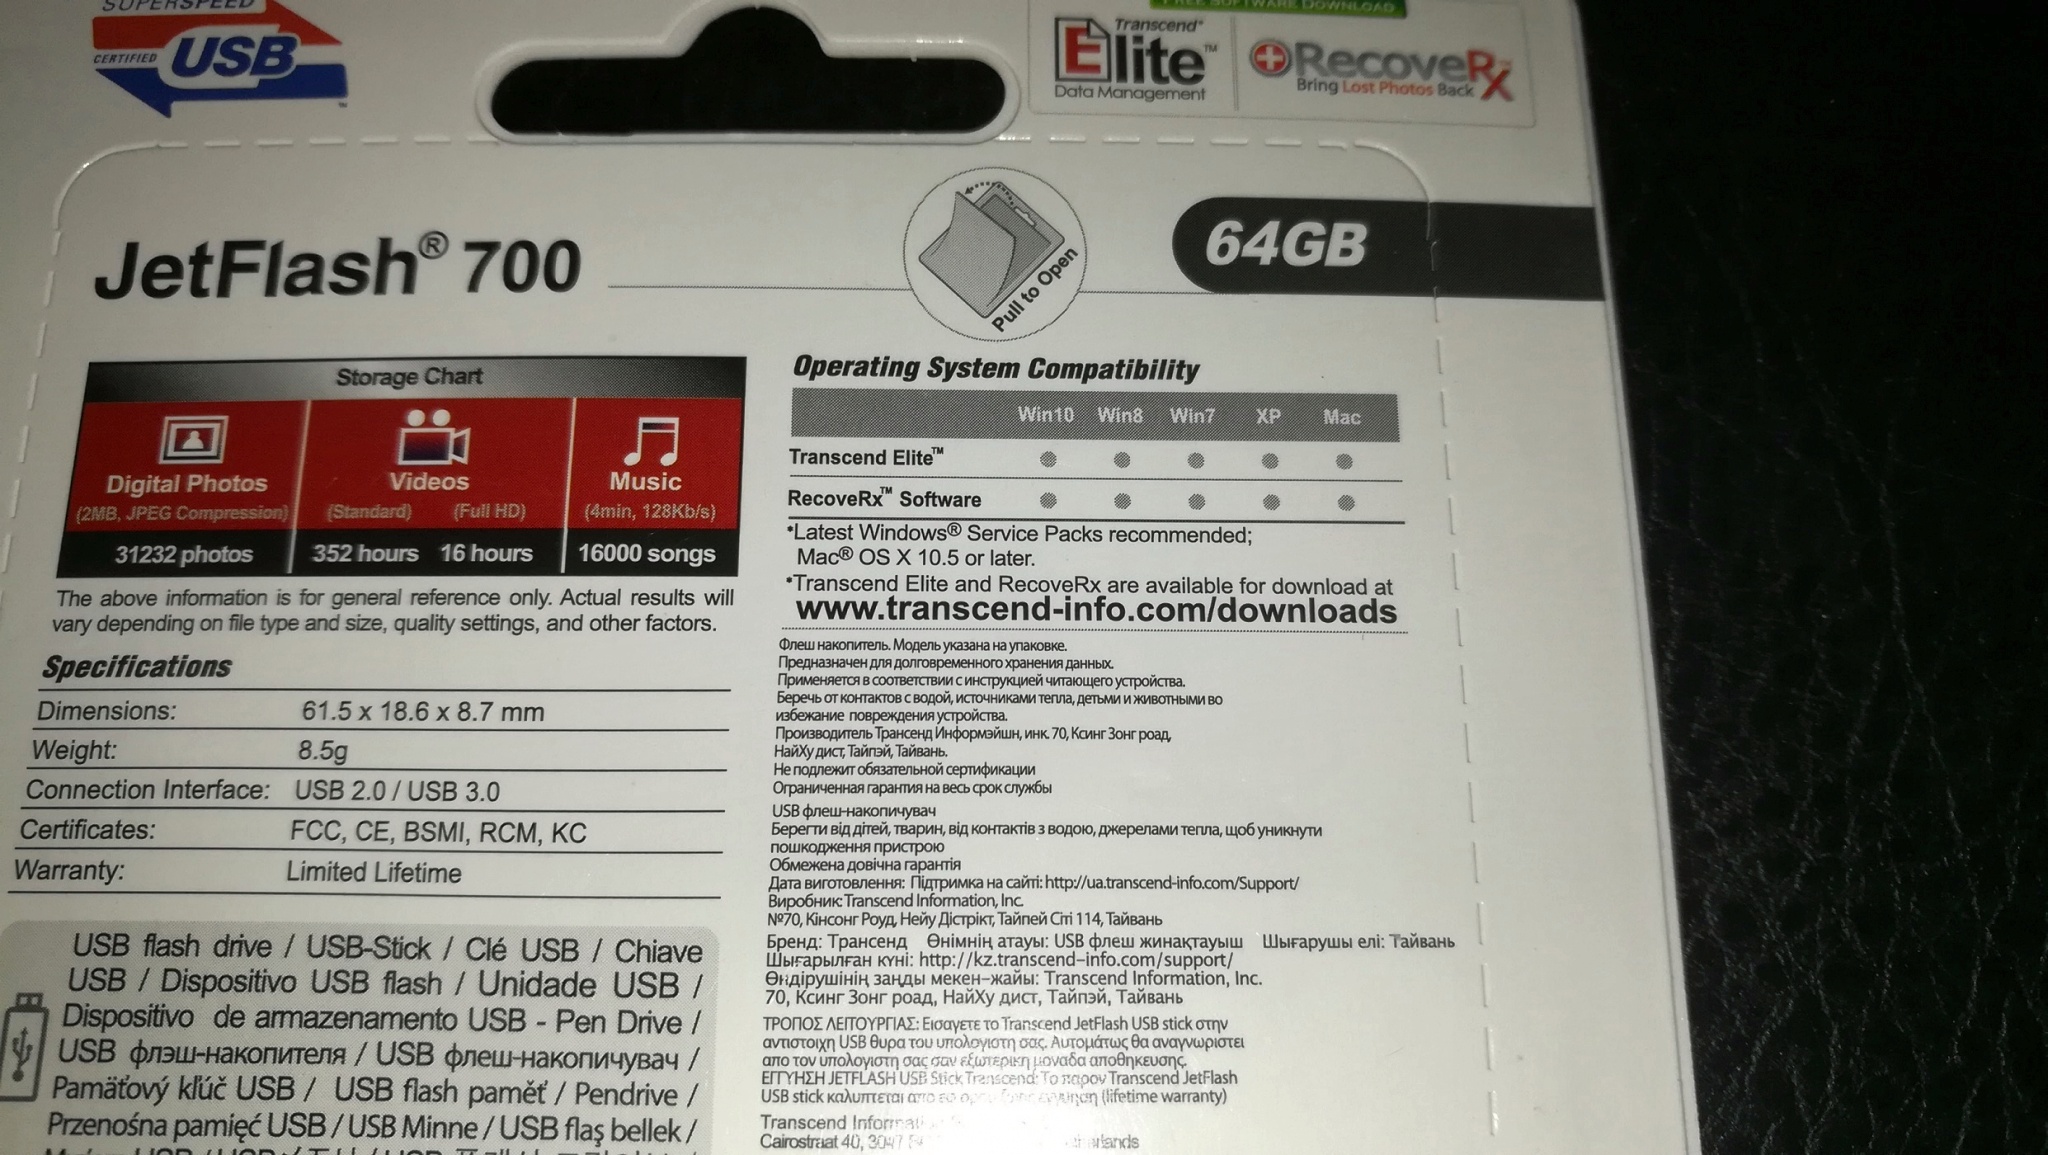 SUPERSPEED
CERTIFIED USB
FREE SOFTWARE DOWNLOAD
Transcend®
Elite™
Data Management
RecoveRx™
Bring Lost Photos Back
JetFlash® 700
Pull to Open
64GB
Storage Chart
Digital Photos Videos Music
(2MB, JPEG Compression) (Standard) (Full HD) (4min, 128Kb/s)
31232 photos 352 hours 16 hours 16000 songs
The above information is for general reference only. Actual results will
vary depending on file type and size, quality settings, and other factors.
Specifications
Dimensions: 61.5 x 18.6 x 8.7 mm
Weight: 8.5g
Connection Interface: USB 2.0 / USB 3.0
Certificates: FCC, CE, BSMI, RCM, KC
Warranty: Limited Lifetime
USB flash drive / USB-Stick / Clé USB / Chiave
USB / Dispositivo USB flash / Unidade USB /
Dispositivo de armazenamento USB - Pen Drive /
USB флэш-накопителя / USB флеш-накопичувач /
Pamäťový kľúč USB / USB flash paměť / Pendrive /
Przenośna pamięć USB / USB Minne / USB flaş bellek /
Operating System Compatibility
Win10 Win8 Win7 XP Mac
Transcend Elite™
RecoveRx™ Software
*Latest Windows® Service Packs recommended;
Mac® OS X 10.5 or later.
*Transcend Elite and RecoveRx are available for download at
www.transcend-info.com/downloads
Флеш накопитель. Модель указана на упаковке.
Предназначен для долговременного хранения данных.
Применяется в соответствии с инструкцией читающего устройства.
Беречь от контактов с водой, источниками тепла, детьми и животными во
избежание повреждения устройства.
Производитель Трансенд Информэйшн, инк. 70, Ксинг Зонг роад,
НайХу дист, Тайпэй, Тайвань.
Не подлежит обязательной сертификации
Ограниченная гарантия на весь срок службы
USB флеш-накопичувач
Берегти від дітей, тварин, від контактів з водою, джерелами тепла, щоб уникнути
пошкодження пристрою
Обмежена довічна гарантія
Дата виготовлення: Підтримка на сайті: http://ua.transcend-info.com/Support/
Виробник: Transcend Information, Inc.
№70, Кінсонг Роуд, Нейу Дістрікт, Тайпей Сіті 114, Тайвань
Бренд: Трансенд Өнімнің атауы: USB флеш жинақтауыш Шығарушы елі: Тайвань
Шығарылған күні: http://kz.transcend-info.com/support/
Өндірушінің заңды мекен-жайы: Transcend Information, Inc.
70, Ксинг Зонг роад, НайХу дист, Тайпэй, Тайвань
ΤΡΟΠΟΣ ΛΕΙΤΟΥΡΓΙΑΣ: Εισαγετε το Transcend JetFlash USB stick στην
αντιστοιχη USB θυρα του υπολογιστη σας. Αυτοματως θα αναγνωριστει
απο τον υπολογιστη σας σαν εξωτερικη μοναδα αποθηκευσης.
ΕΓΓΥΗΣΗ JETFLASH USB Stick Transcend: Το παρον Transcend JetFlash
USB stick καλυπτεται απο (lifetime warranty)
Transcend
Cairostraat 40, 3047